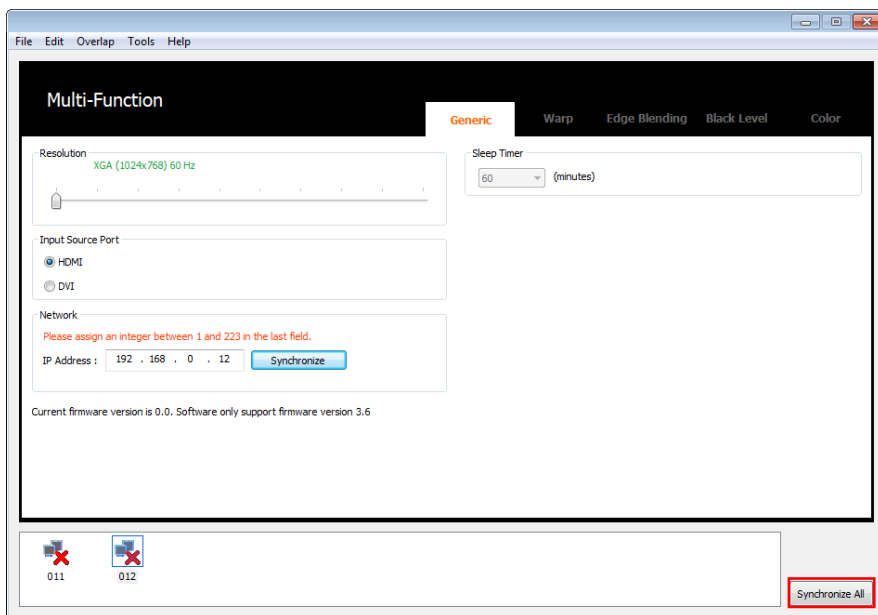 File Edit Overlap Tools Help
Multi-Function
Generic Warp Edge Blending Black Level Color
Resolution
XGA (1024x768) 60 Hz
Sleep Timer
60 (minutes)
Input Source Port
HDMI
DVI
Network
Please assign an integer between 1 and 223 in the last field.
IP Address : 192 . 168 . 0 . 12 Synchronize
Current firmware version is 0.0. Software only support firmware version 3.6
011 012
Synchronize All